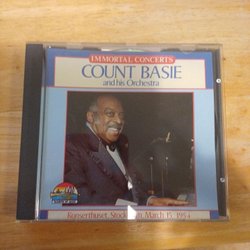 IMMORTAL CONCERTS
COUNT BASIE
and his Orchestra
Konserthuset, Stockholm, March 15, 1954